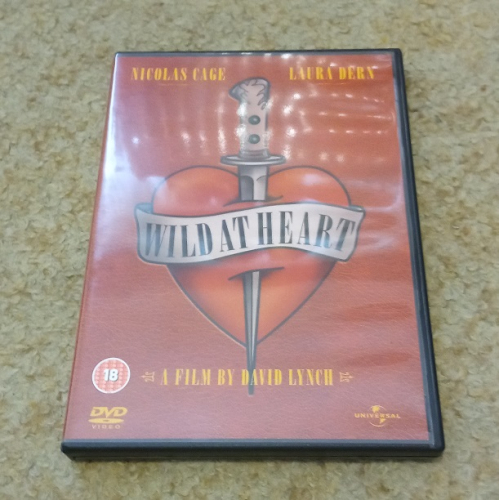 NICOLAS CAGE LAURA DERN
WILD AT HEART
18
A FILM BY DAVID LYNCH
DVD
VIDEO
UNIVERSAL